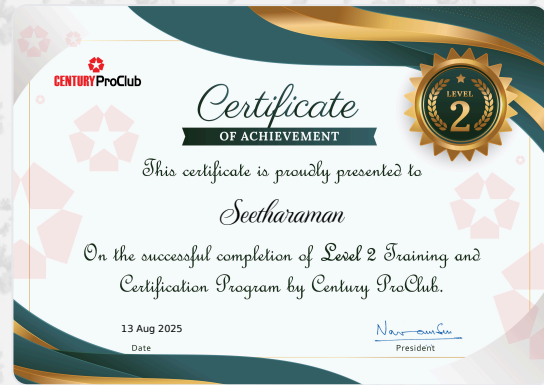 CENTURY ProClub
LEVEL
2
Certificate
OF ACHIEVEMENT
This certificate is proudly presented to
Seetharaman
On the successful completion of Level 2 Training and
Certification Program by Century ProClub.
13 Aug 2025
Date
President